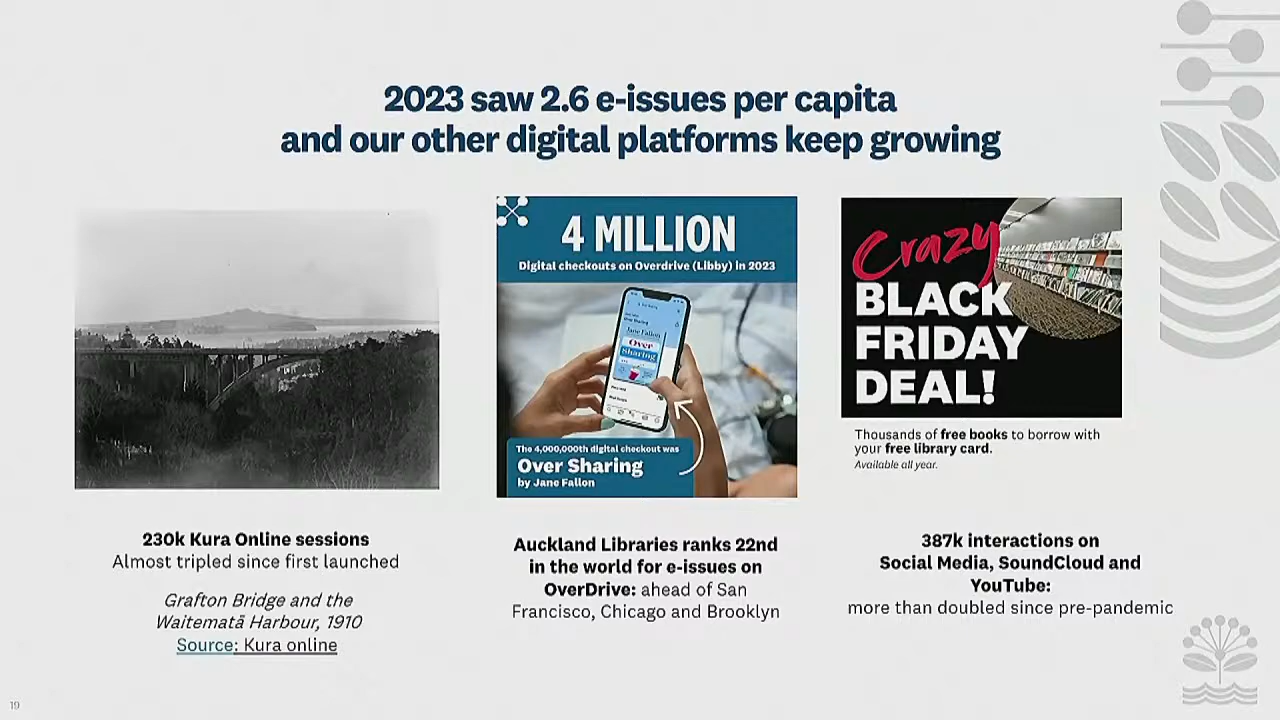 2023 saw 2.6 e-issues per capita
and our other digital platforms keep growing
4 MILLION
Digital checkouts on Overdrive (Libby) in 2023
Jane Fallon
Over
Sharing
The 4,000,000th digital checkout was
Over Sharing
by Jane Fallon
Crazy
BLACK
FRIDAY
DEAL!
Thousands of free books to borrow with
your free library card.
Available all year.
230k Kura Online sessions
Almost tripled since first launched
Grafton Bridge and the
Waitematā Harbour, 1910
Source: Kura online
Auckland Libraries ranks 22nd
in the world for e-issues on
OverDrive: ahead of San
Francisco, Chicago and Brooklyn
387k interactions on
Social Media, SoundCloud and
YouTube:
more than doubled since pre-pandemic
19